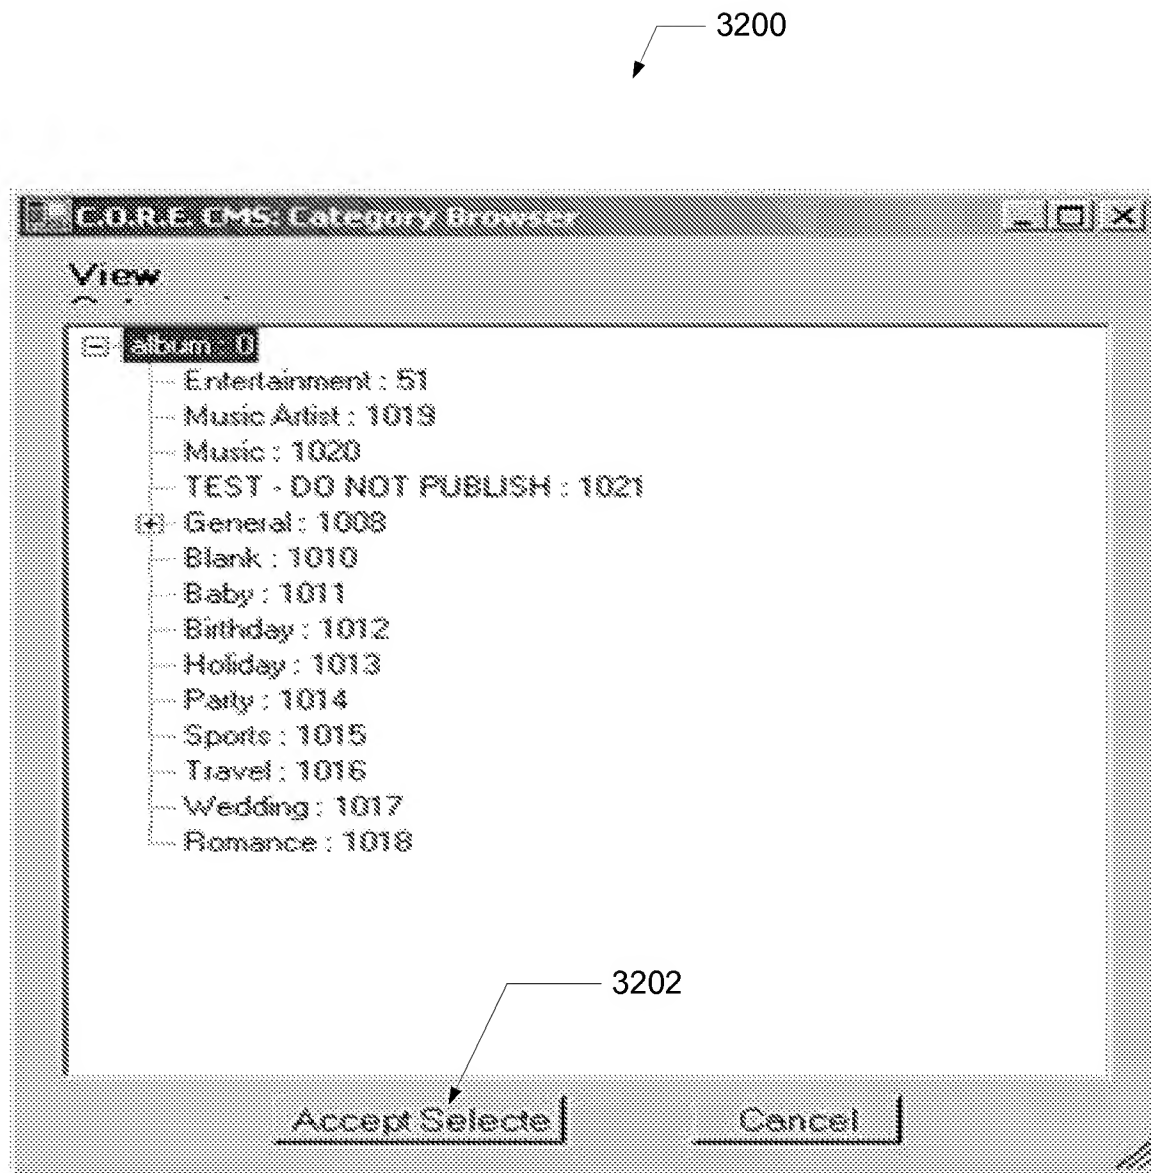 3200
C.O.R.E. CMS: Category Browser
View
album - 0
Entertainment : 51
Music Artist : 1019
Music : 1020
TEST - DO NOT PUBLISH : 1021
General : 1008
Blank : 1010
Baby : 1011
Birthday : 1012
Holiday : 1013
Party : 1014
Sports : 1015
Travel : 1016
Wedding : 1017
Romance : 1018
3202
Accept Selecte
Cancel